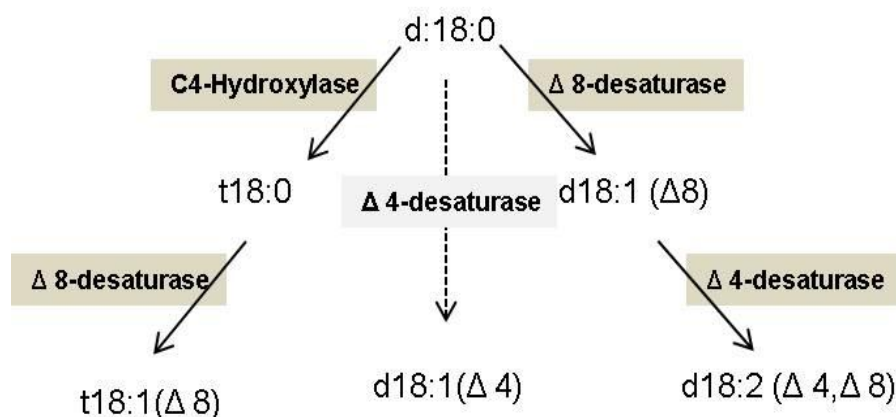 d:18:0
C4-Hydroxylase
Δ 8-desaturase
t18:0
Δ 4-desaturase
d18:1 (Δ8)
Δ 8-desaturase
Δ 4-desaturase
t18:1(Δ 8)
d18:1(Δ 4)
d18:2 (Δ 4,Δ 8)